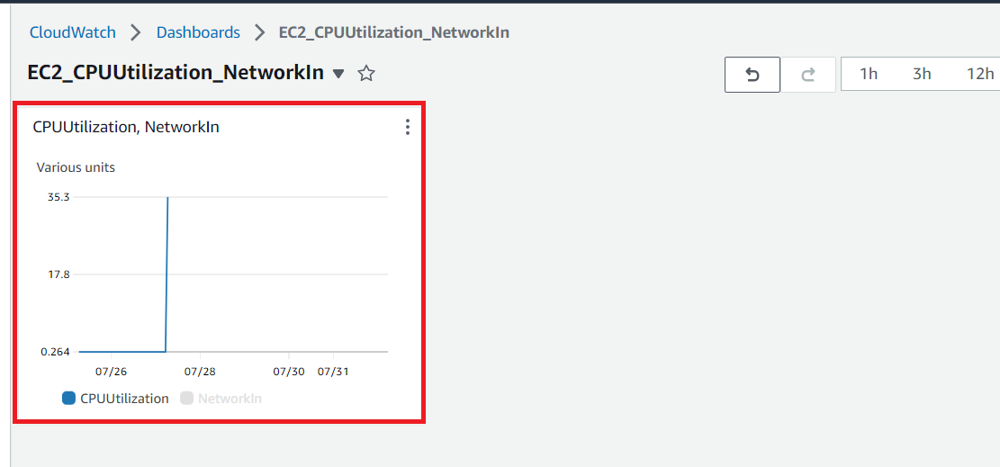 CloudWatch > Dashboards > EC2_CPUUtilization_NetworkIn
EC2_CPUUtilization_NetworkIn
1h 3h 12h
CPUUtilization, NetworkIn
Various units
35.3
17.8
0.264
07/26 07/28 07/30 07/31
CPUUtilization NetworkIn